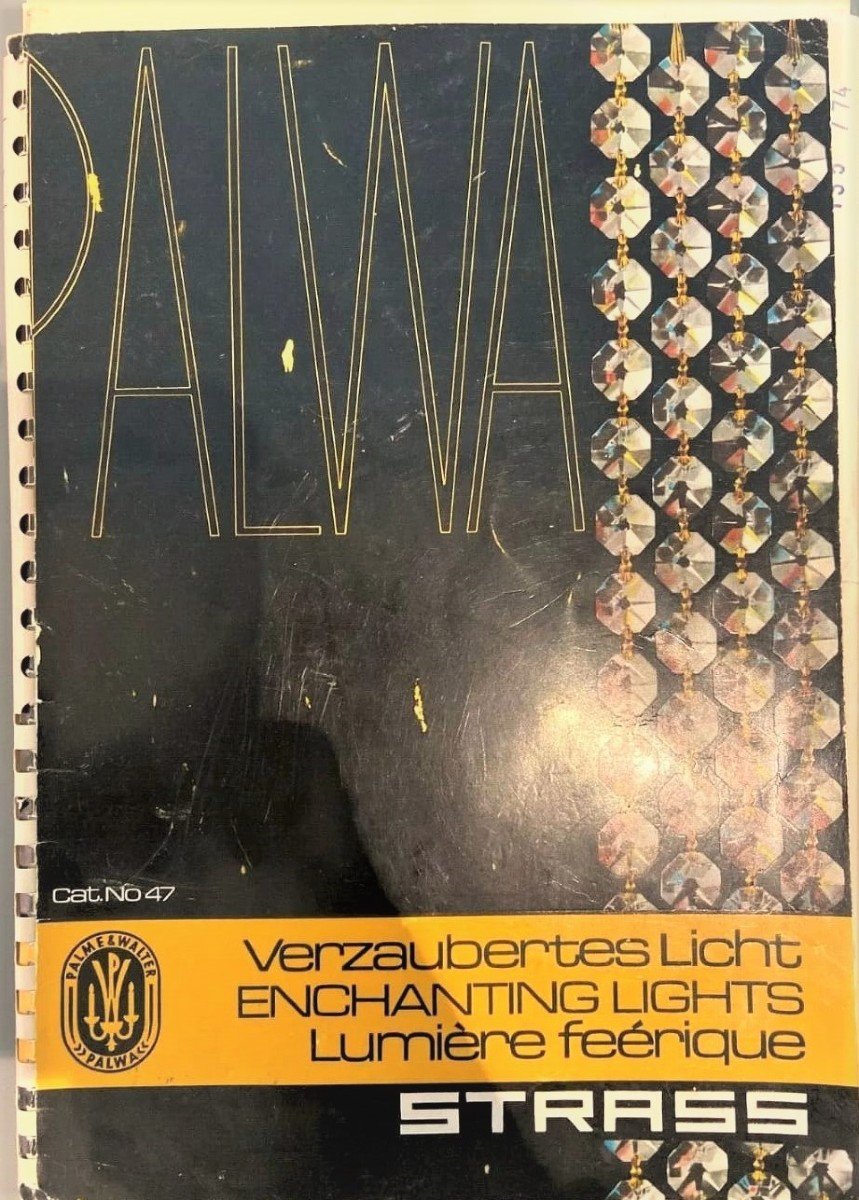 PALWA
Cat.No 47
PALME & WALTER
»PALWA«
Verzaubertes Licht
ENCHANTING LIGHTS
Lumière feérique
STRASS